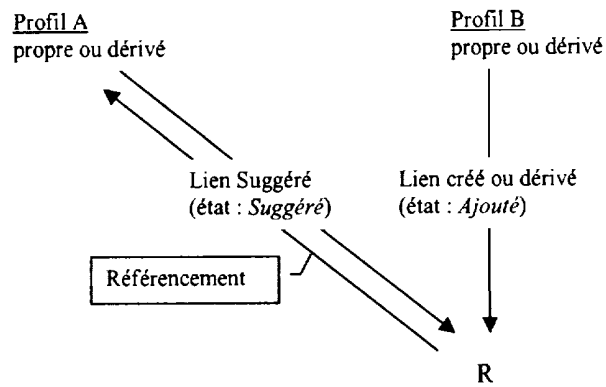 Profil A
propre ou dérivé
Profil B
propre ou dérivé
Lien Suggéré
(état : Suggéré)
Lien créé ou dérivé
(état : Ajouté)
Référencement
R